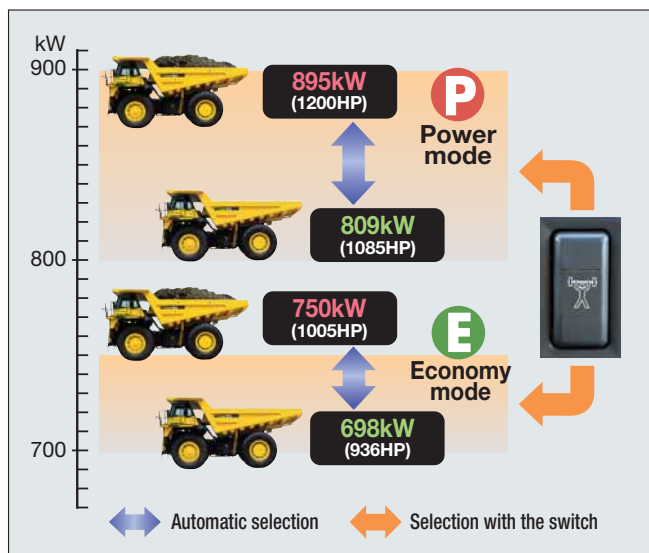 kW
900
895kW
(1200HP)
P
Power
mode
809kW
(1085HP)
800
750kW
(1005HP)
E
Economy
mode
698kW
(936HP)
700
Automatic selection
Selection with the switch